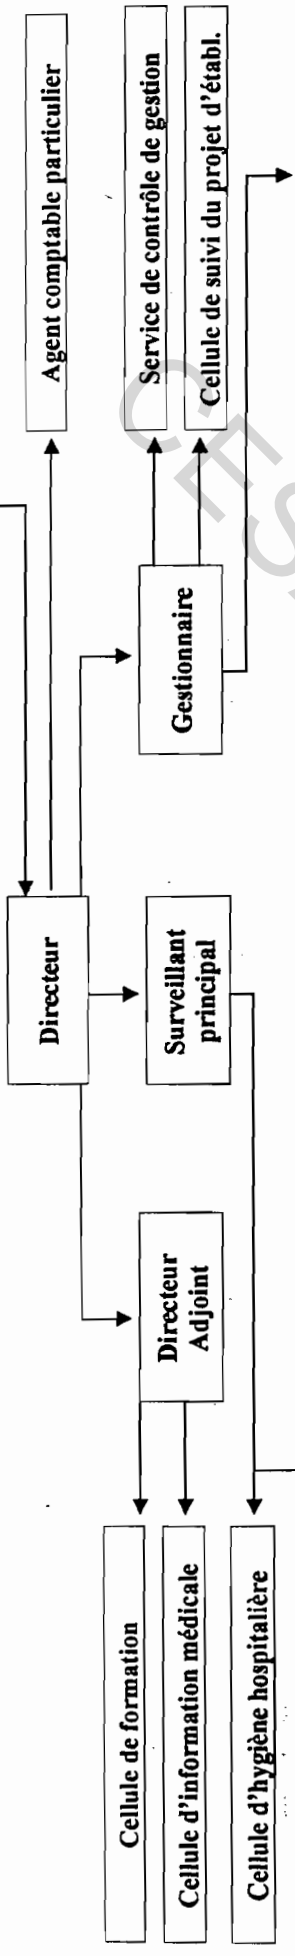 Agent comptable particulier
Directeur
Service de contrôle de gestion
Cellule de suivi du projet d'établ.
Gestionnaire
Surveillant
principal
Directeur
Adjoint
Cellule de formation
Cellule d'information médicale
Cellule d'hygiène hospitalière